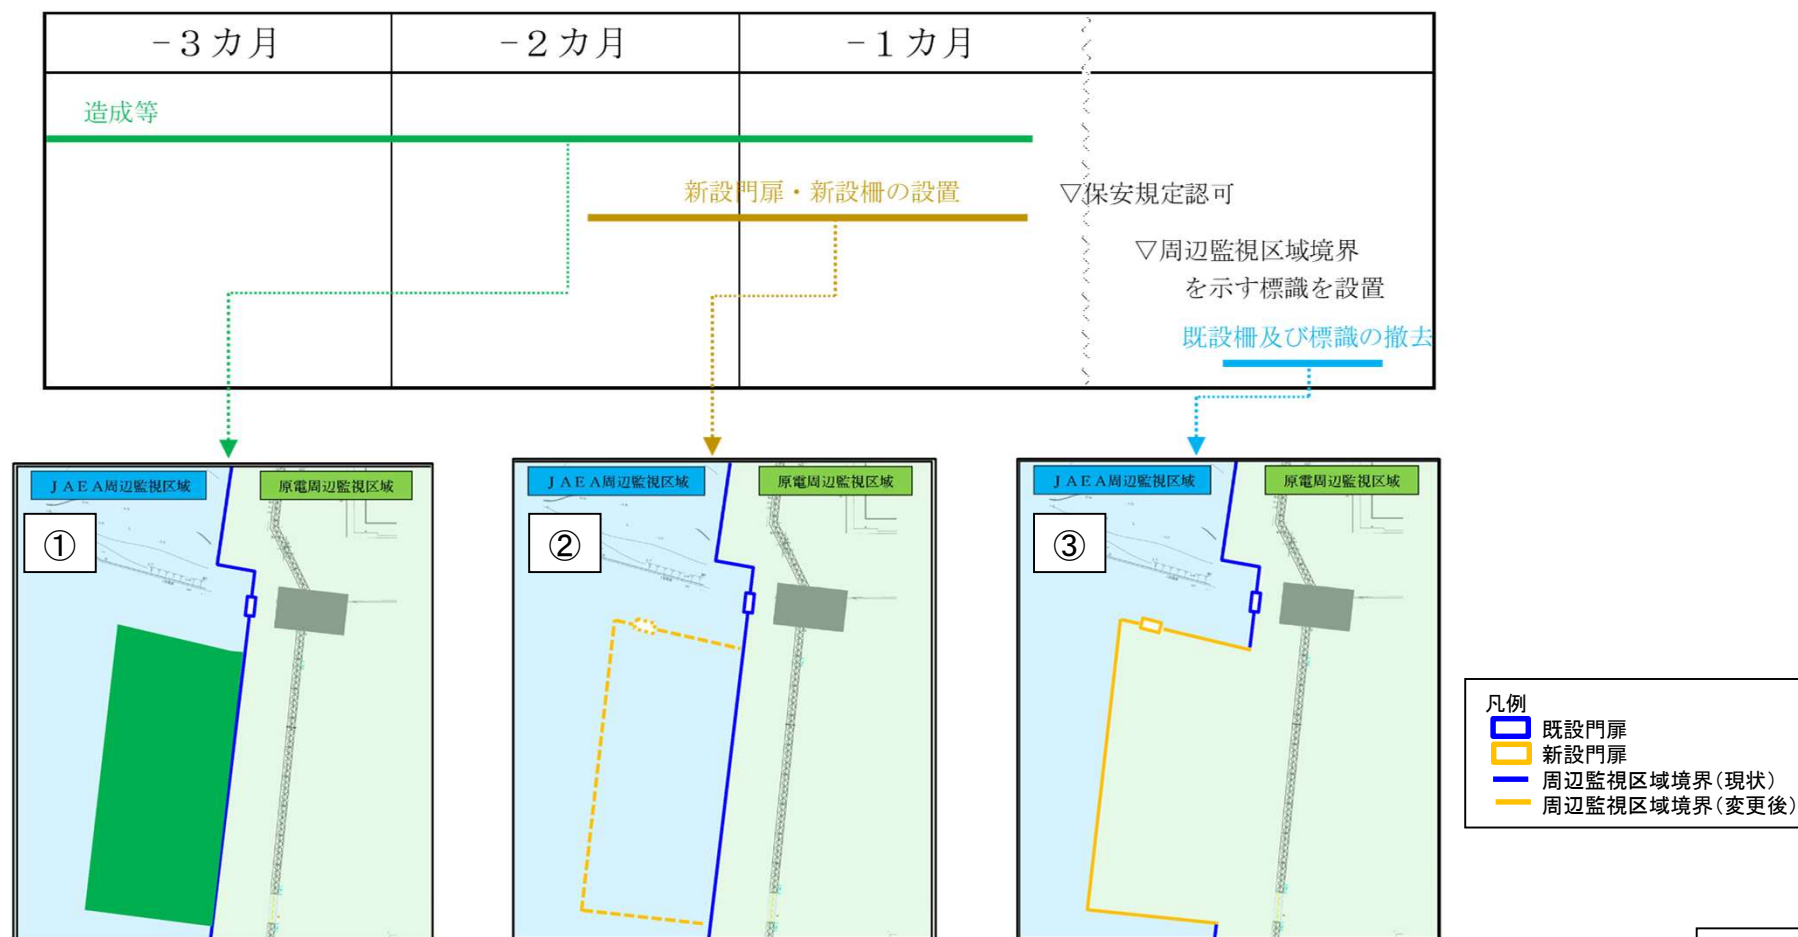 -3カ月
-2カ月
-1カ月
造成等
新設門扉・新設柵の設置
▽保安規定認可
▽周辺監視区域境界
を示す標識を設置
既設柵及び標識の撤去
JAEA周辺監視区域
原電周辺監視区域
①
JAEA周辺監視区域
原電周辺監視区域
②
JAEA周辺監視区域
原電周辺監視区域
③
凡例
既設門扉
新設門扉
周辺監視区域境界(現状)
周辺監視区域境界(変更後)